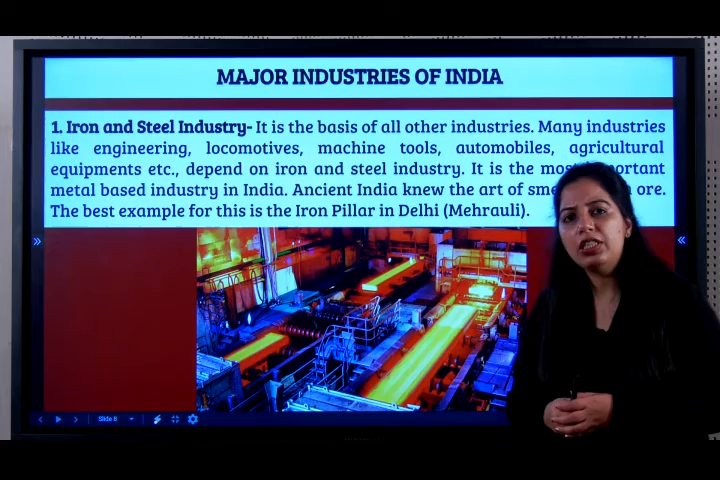 MAJOR INDUSTRIES OF INDIA
1. Iron and Steel Industry- It is the basis of all other industries. Many industries
like engineering, locomotives, machine tools, automobiles, agricultural
equipments etc., depend on iron and steel industry. It is the most
metal based industry in India. Ancient India knew the art of ore.
The best example for this is the Iron Pillar in Delhi (Mehrauli).
Slide 8